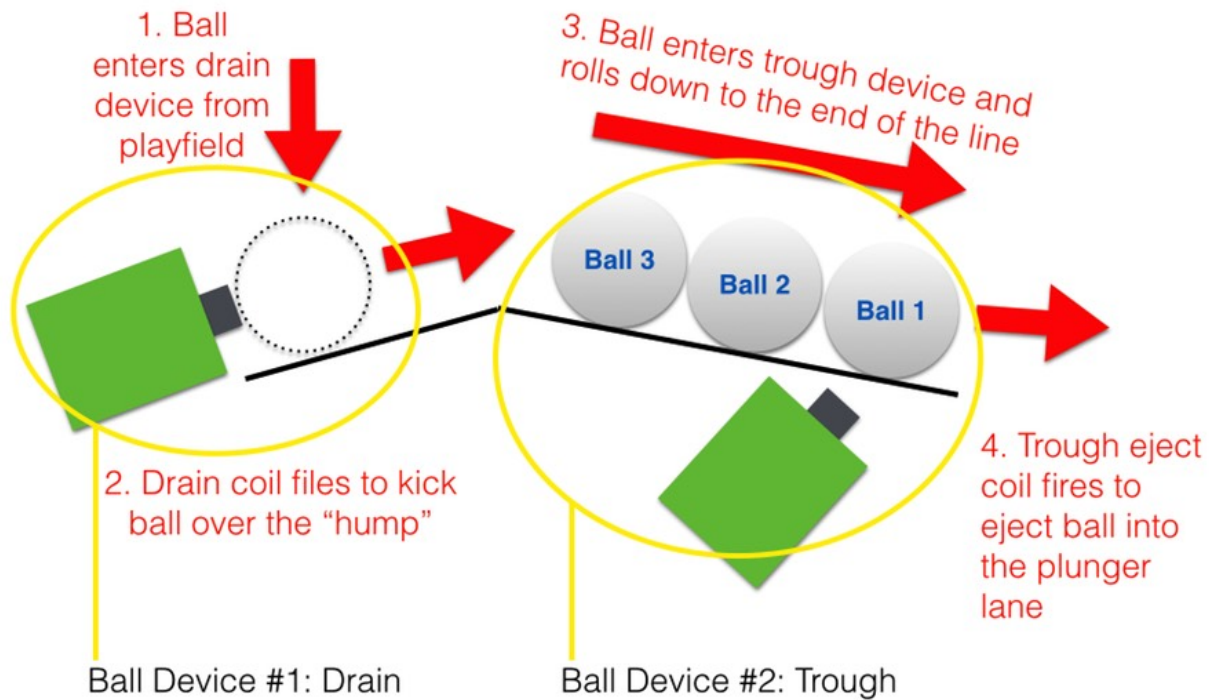 1. Ball
enters drain
device from
playfield
3. Ball enters trough device and
rolls down to the end of the line
Ball 3
Ball 2
Ball 1
2. Drain coil files to kick
ball over the “hump”
4. Trough eject
coil fires to
eject ball into
the plunger
lane
Ball Device #1: Drain
Ball Device #2: Trough